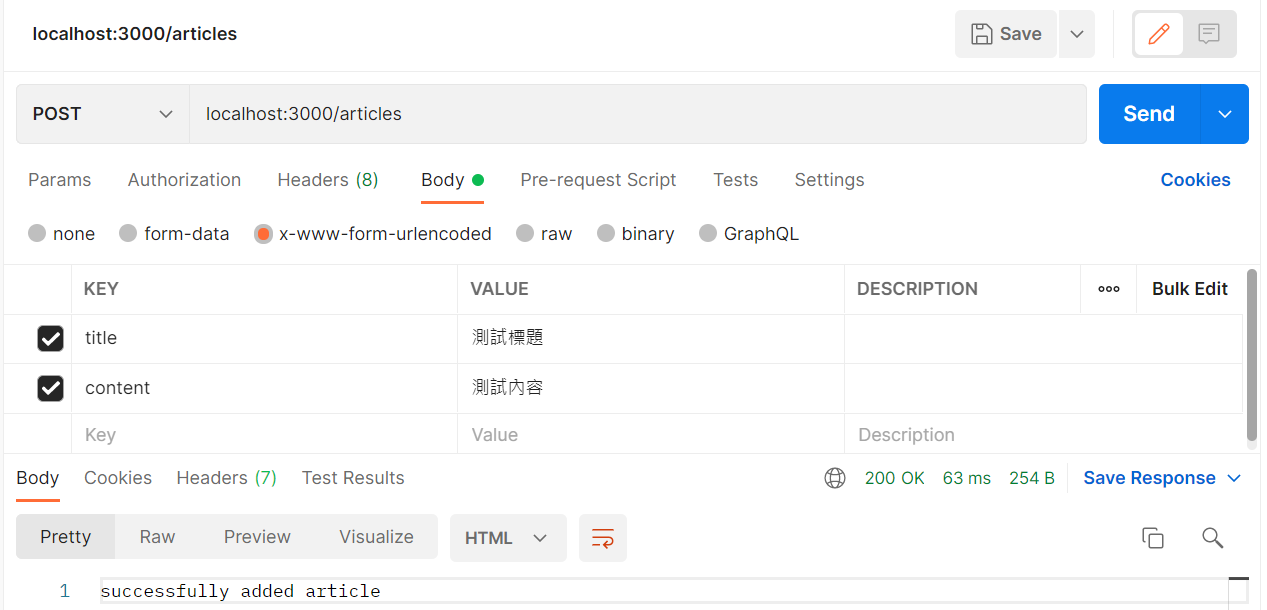 localhost:3000/articles Save
POST localhost:3000/articles Send
Params Authorization Headers (8) Body Pre-request Script Tests Settings Cookies
none form-data x-www-form-urlencoded raw binary GraphQL
KEY VALUE DESCRIPTION Bulk Edit
title 測試標題
content 測試內容
Key Value Description
Body Cookies Headers (7) Test Results 200 OK 63 ms 254 B Save Response
Pretty Raw Preview Visualize HTML
1 successfully added article